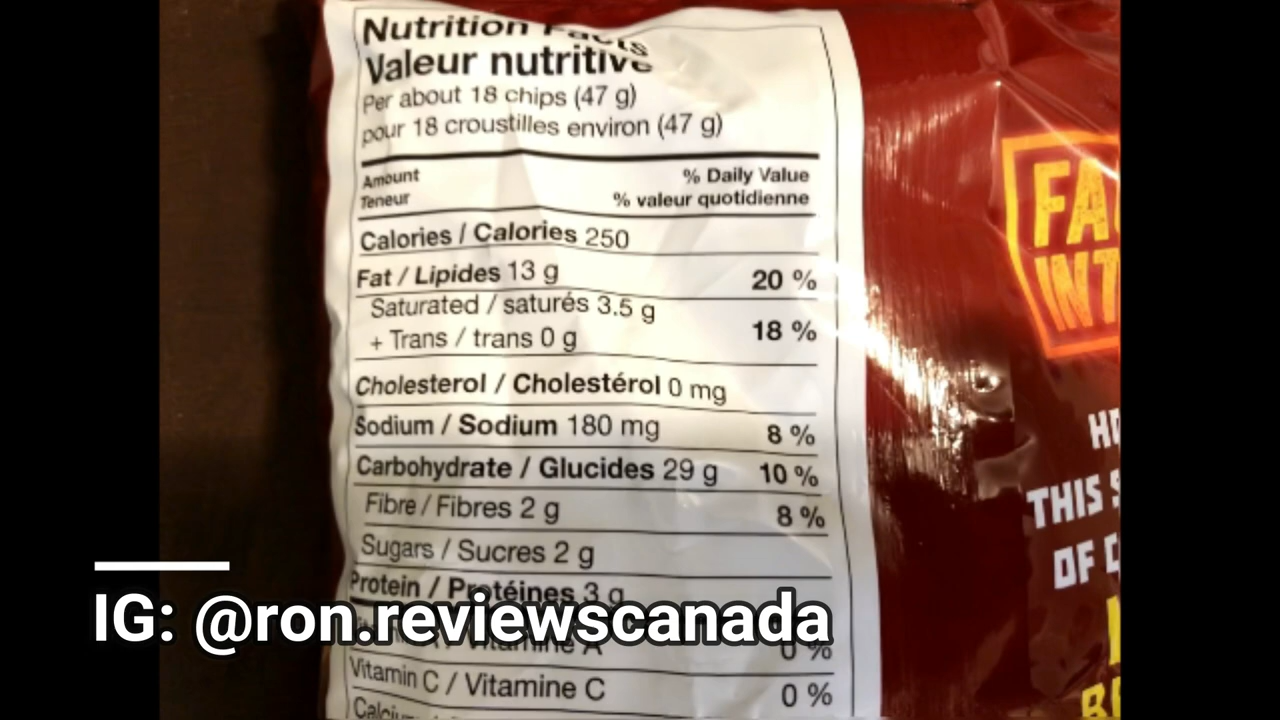 Nutrition Facts
Valeur nutritive
Per about 18 chips (47 g)
pour 18 croustilles environ (47 g)
Amount % Daily Value
Teneur % valeur quotidienne
Calories / Calories 250
Fat / Lipides 13 g 20 %
Saturated / saturés 3.5 g
+ Trans / trans 0 g 18 %
Cholesterol / Cholestérol 0 mg
Sodium / Sodium 180 mg 8 %
Carbohydrate / Glucides 29 g 10 %
Fibre / Fibres 2 g 8 %
Sugars / Sucres 2 g
Protein / Protéines 3 g
IG: @ron.reviewscanada
Vitamine A 0 %
Vitamin C / Vitamine C 0 %
THIS
OF